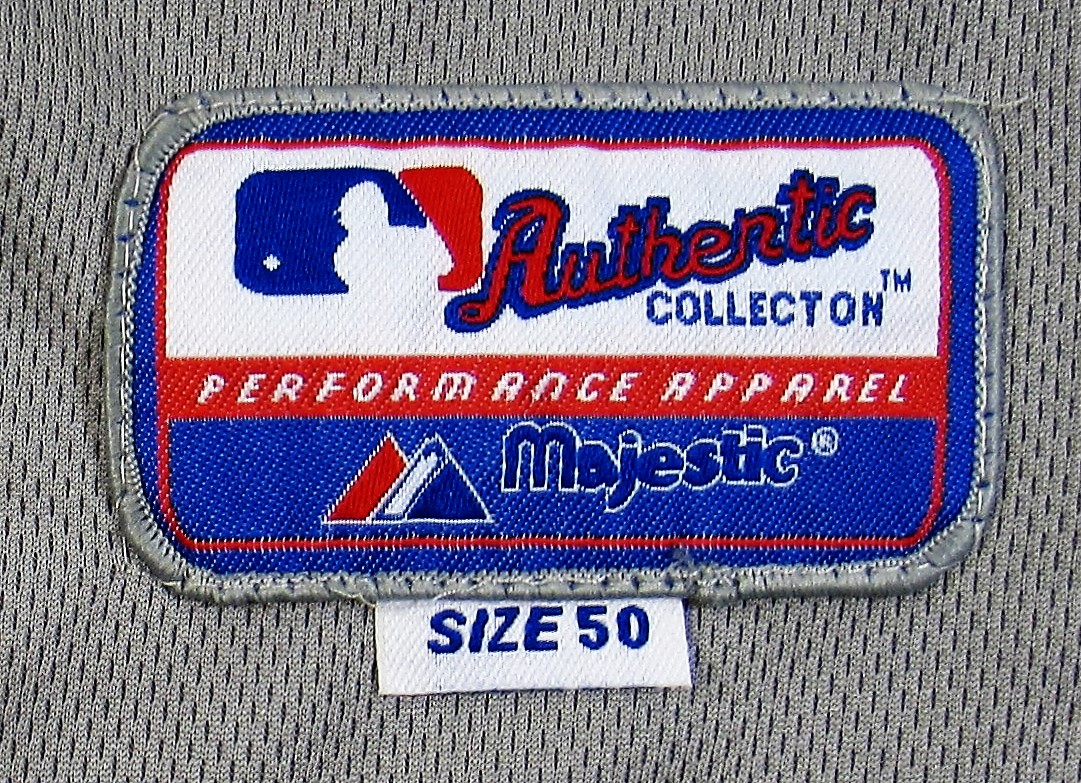 Authentic
COLLECTON™
PERFORMANCE APPAREL
Majestic®
SIZE 50